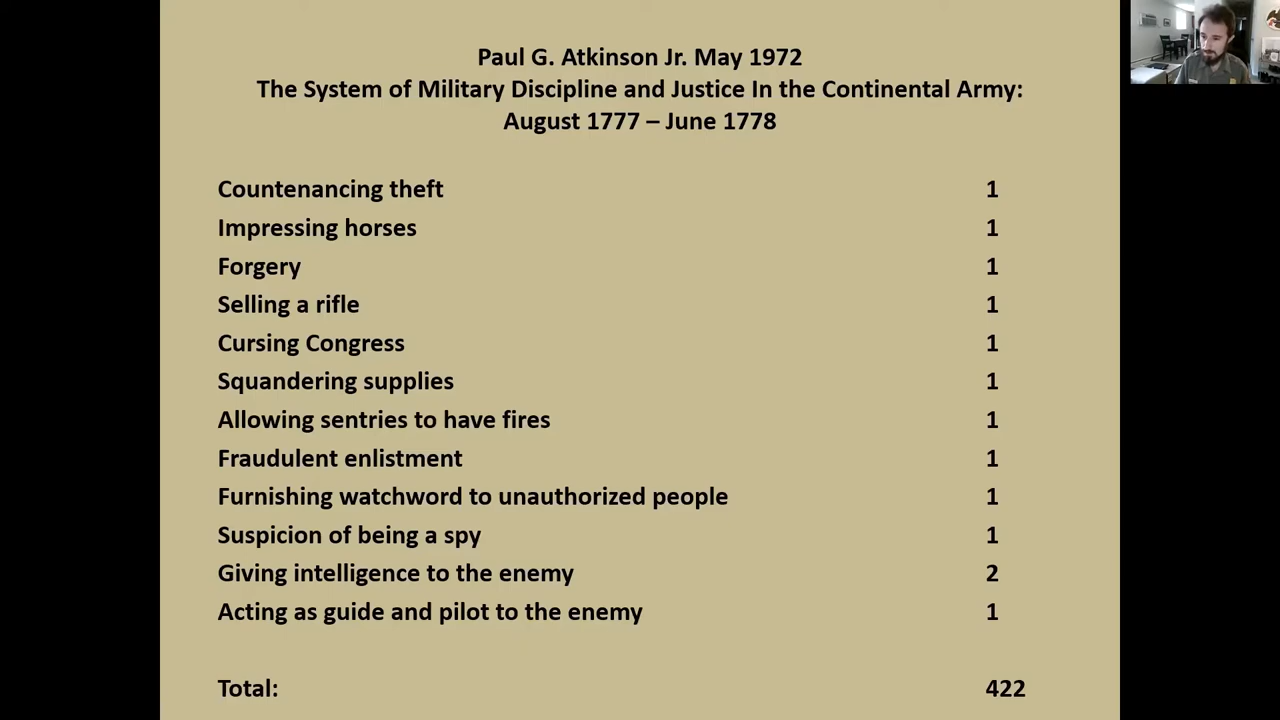 Paul G. Atkinson Jr. May 1972
The System of Military Discipline and Justice In the Continental Army:
August 1777 – June 1778
Countenancing theft 1
Impressing horses 1
Forgery 1
Selling a rifle 1
Cursing Congress 1
Squandering supplies 1
Allowing sentries to have fires 1
Fraudulent enlistment 1
Furnishing watchword to unauthorized people 1
Suspicion of being a spy 1
Giving intelligence to the enemy 2
Acting as guide and pilot to the enemy 1
Total: 422